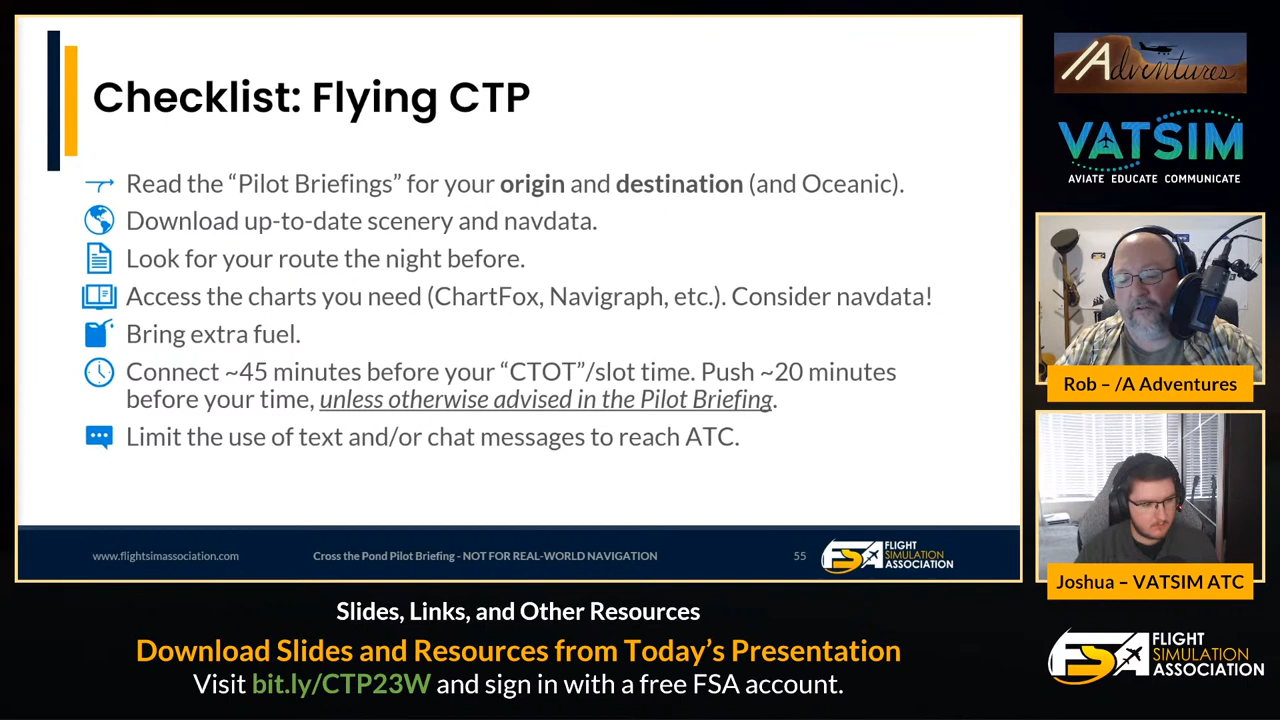 Checklist: Flying CTP
Read the “Pilot Briefings” for your origin and destination (and Oceanic).
Download up-to-date scenery and navdata.
Look for your route the night before.
Access the charts you need (ChartFox, Navigraph, etc.). Consider navdata!
Bring extra fuel.
Connect ~45 minutes before your “CTOT”/slot time. Push ~20 minutes
before your time, unless otherwise advised in the Pilot Briefing.
Limit the use of text and/or chat messages to reach ATC.
www.flightsimassociation.com
Cross the Pond Pilot Briefing - NOT FOR REAL-WORLD NAVIGATION
55
FSA
FLIGHT
SIMULATION
ASSOCIATION
Slides, Links, and Other Resources
Download Slides and Resources from Today’s Presentation
Visit bit.ly/CTP23W and sign in with a free FSA account.
/Adventures
VATSIM
AVIATE EDUCATE COMMUNICATE
Rob – /A Adventures
Joshua – VATSIM ATC
FSA
FLIGHT
SIMULATION
ASSOCIATION